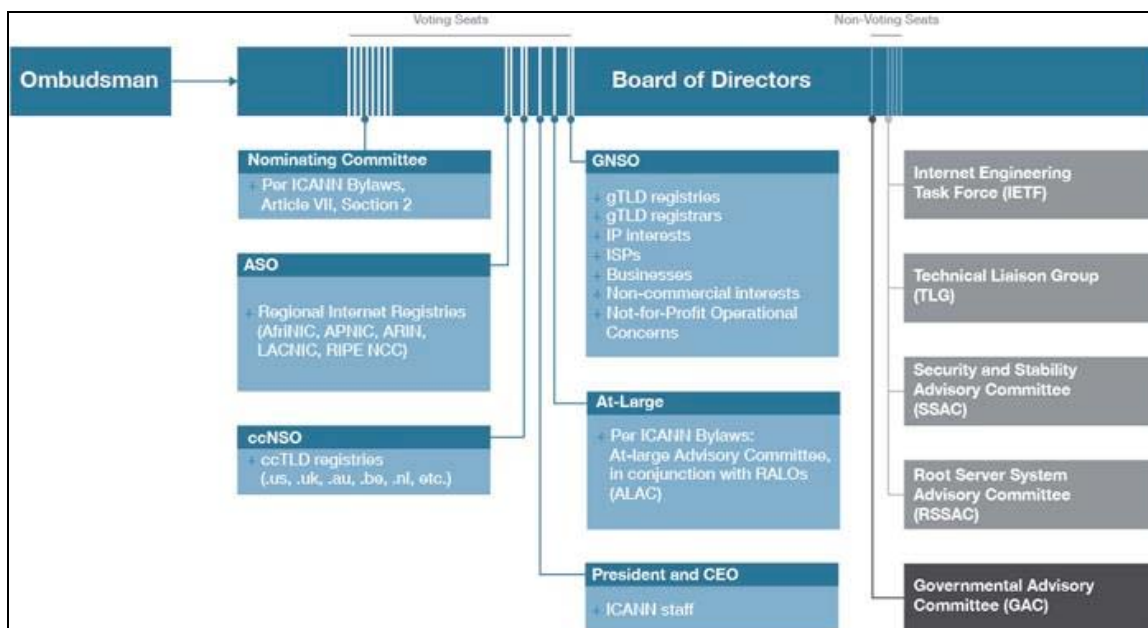 Voting Seats
Non-Voting Seats
Ombudsman
Board of Directors
Nominating Committee
+ Per ICANN Bylaws,
Article VII, Section 2
ASO
+ Regional Internet Registries
(AfriNIC, APNIC, ARIN,
LACNIC, RIPE NCC)
ccNSO
+ ccTLD registries
(.us, .uk, .au, .be, .nl, etc.)
GNSO
+ gTLD registries
+ gTLD registrars
+ IP interests
+ ISPs
+ Businesses
+ Non-commercial interests
+ Not-for-Profit Operational
Concerns
At-Large
+ Per ICANN Bylaws:
At-large Advisory Committee,
in conjunction with RALOs
(ALAC)
President and CEO
+ ICANN staff
Internet Engineering
Task Force (IETF)
Technical Liaison Group
(TLG)
Security and Stability
Advisory Committee
(SSAC)
Root Server System
Advisory Committee
(RSSAC)
Governmental Advisory
Committee (GAC)